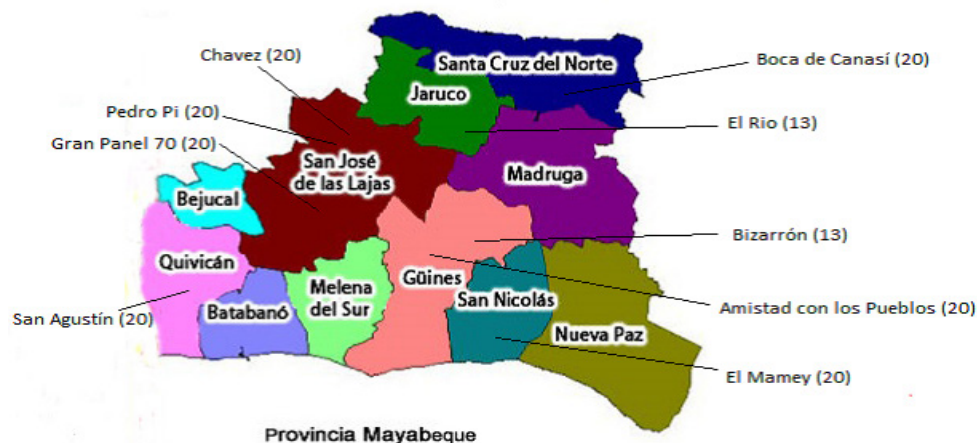 Chavez (20)
Santa Cruz del Norte
Boca de Canasí (20)
Jaruco
Pedro Pi (20)
El Rio (13)
Gran Panel 70 (20)
San José
de las Lajas
Madruga
Bejucal
Bizarrón (13)
Quivicán
Güines
Melena
del Sur
San Nicolás
Amistad con los Pueblos (20)
San Agustín (20)
Batabanó
Nueva Paz
El Mamey (20)
Provincia Mayabeque